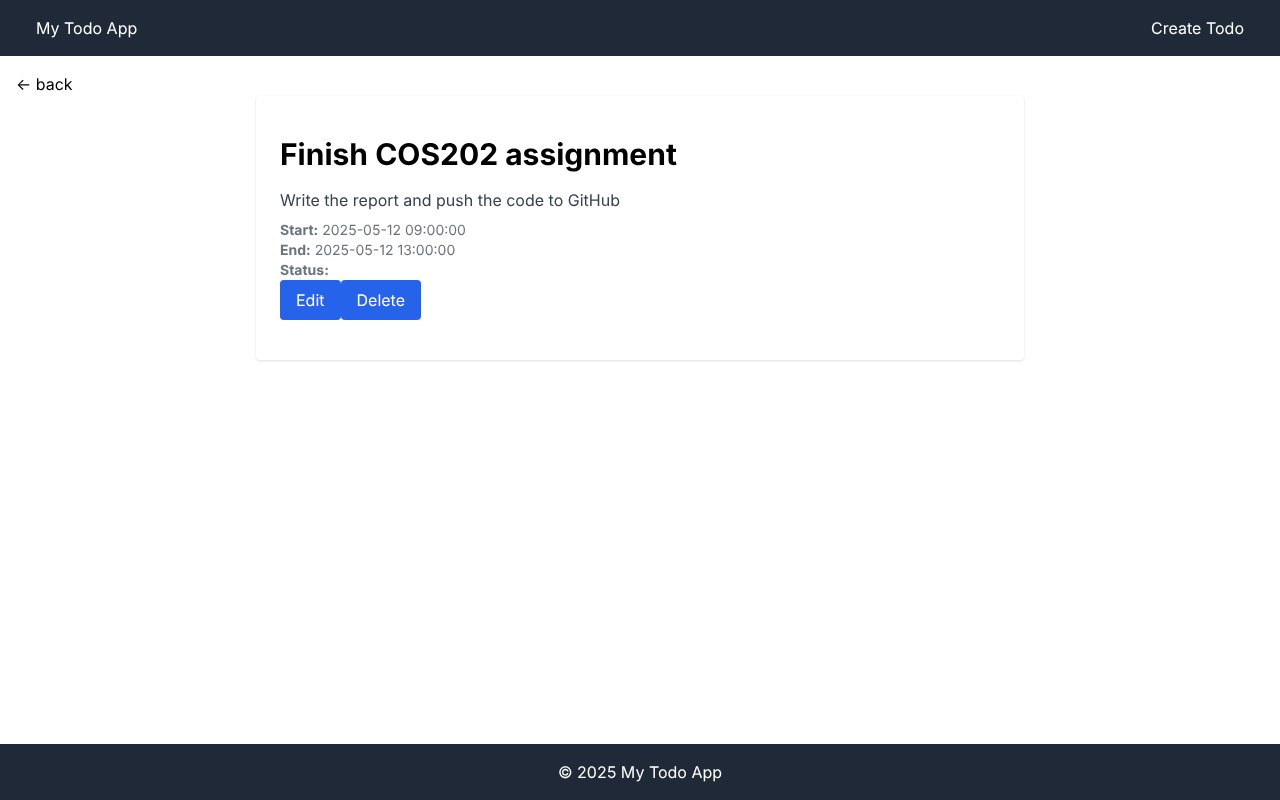 My Todo App
Create Todo
← back
Finish COS202 assignment
Write the report and push the code to GitHub
Start: 2025-05-12 09:00:00
End: 2025-05-12 13:00:00
Status:
Edit Delete
© 2025 My Todo App